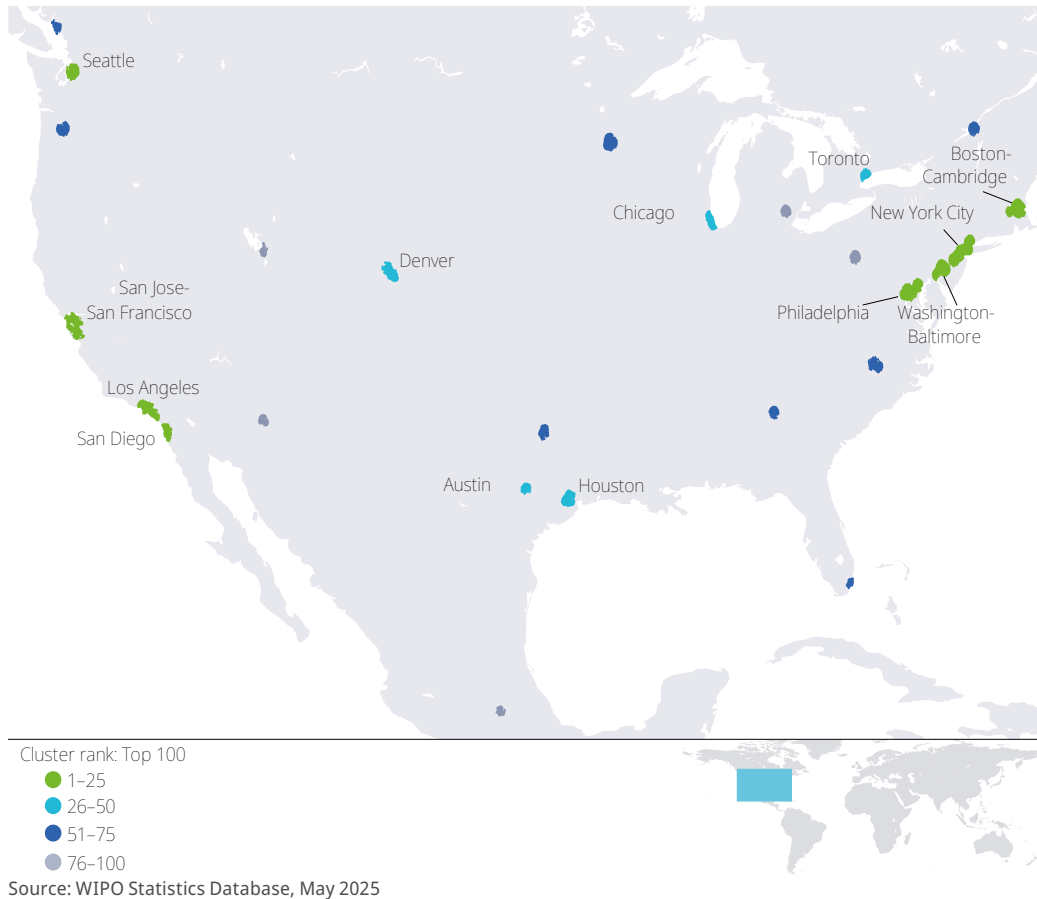 Seattle
Boston-
Cambridge
Toronto
Chicago
New York City
Denver
San Jose-
San Francisco
Philadelphia
Washington-
Baltimore
Los Angeles
San Diego
Austin
Houston
Cluster rank: Top 100
1–25
26–50
51–75
76–100
Source: WIPO Statistics Database, May 2025